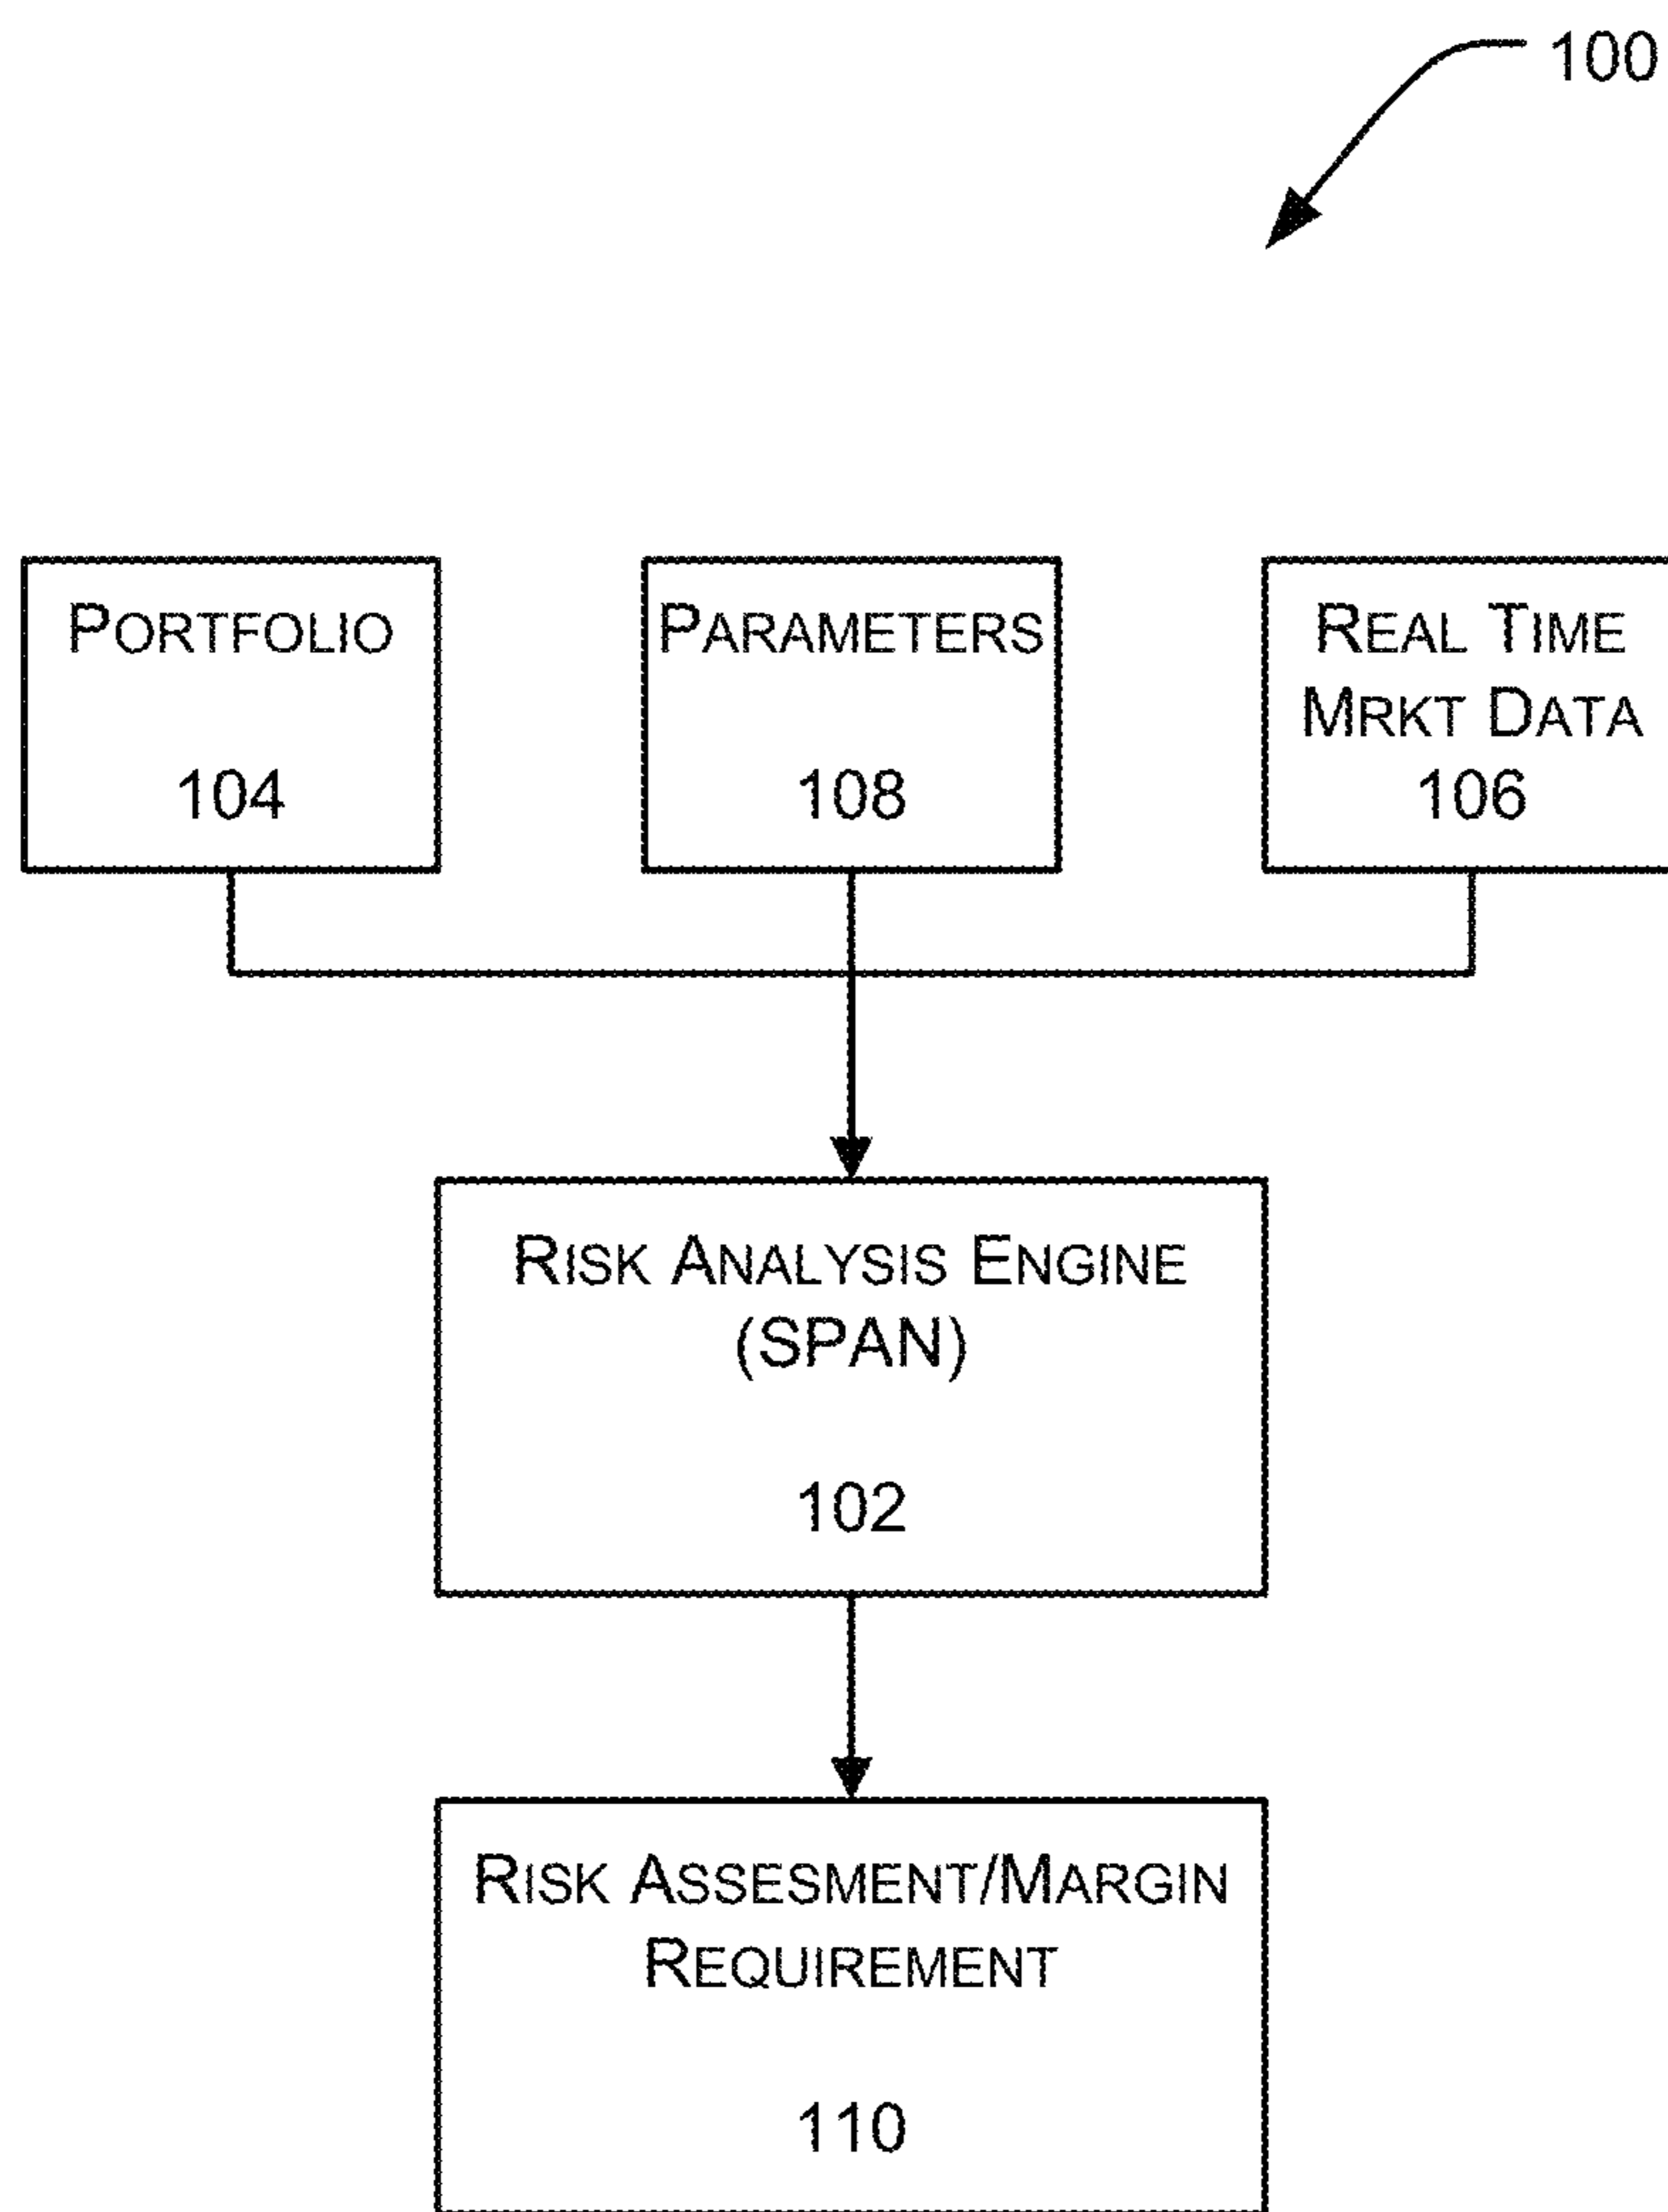 100
PORTFOLIO
104
PARAMETERS
108
REAL TIME
MRKT DATA
106
RISK ANALYSIS ENGINE
(SPAN)
102
RISK ASSESMENT/MARGIN
REQUIREMENT
110